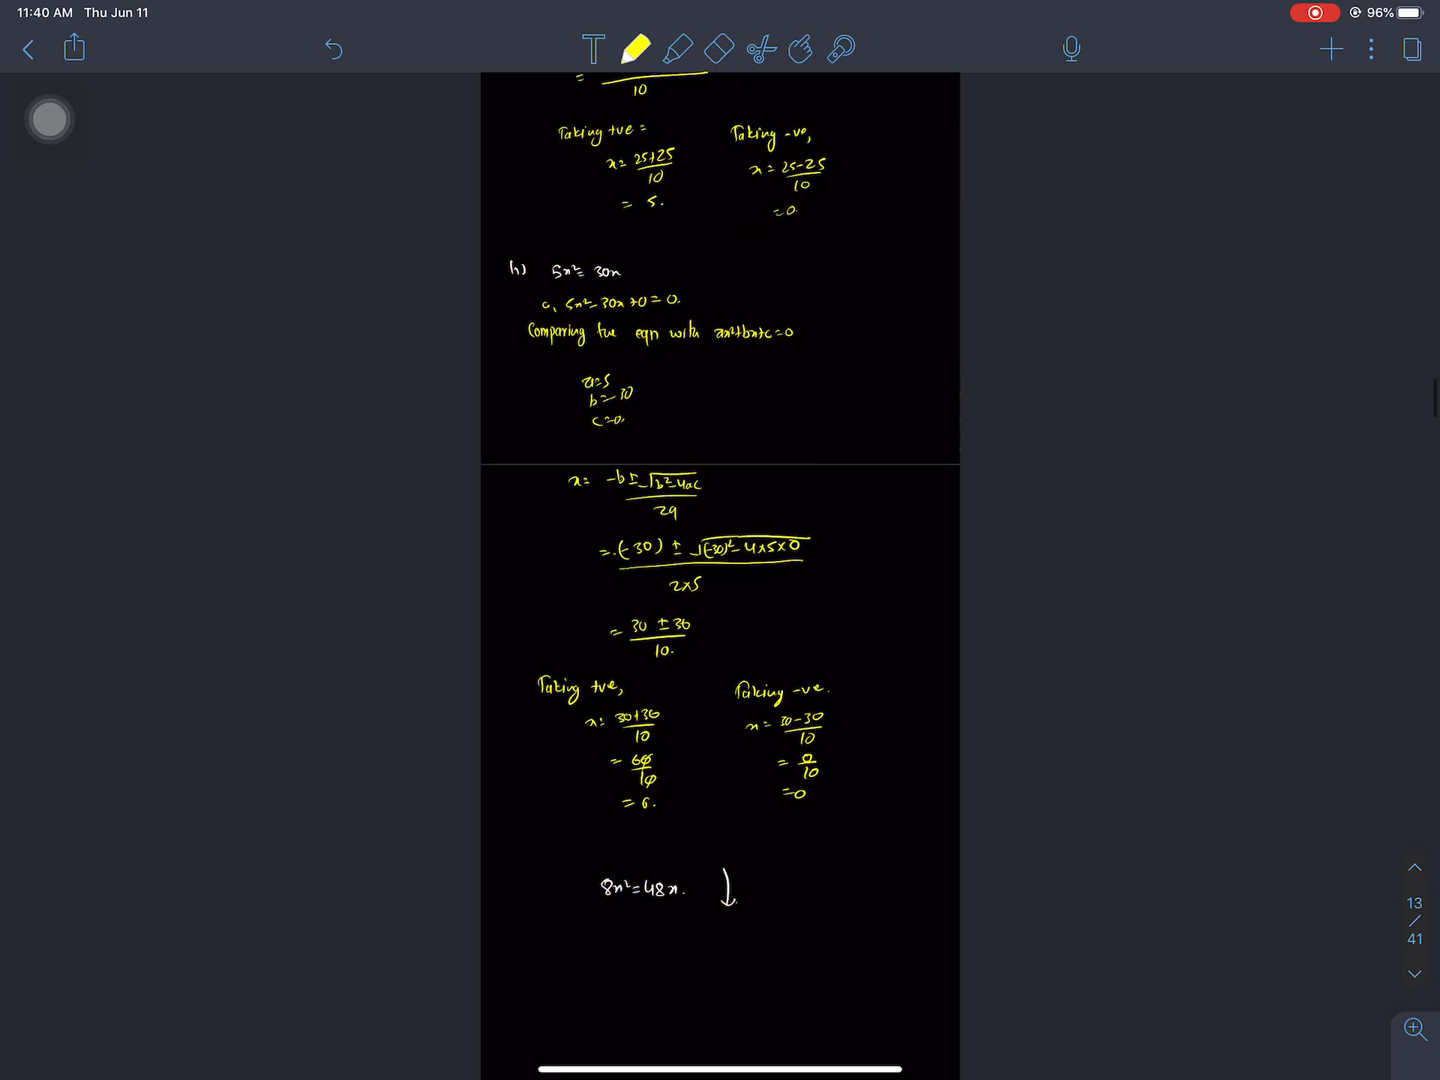 11:40 AM Thu Jun 11
96%
=
10
Taking +ve =
x = 25+25
10
= 5.
Taking -ve,
x = 25-25
10
=0.
h) 5x² = 30x
5x² - 30x + 0 = 0.
Comparing the eqn with ax²+bx+c=0
a=5
b=-30
c=0.
x = -b ± √b²-4ac
2a
= -(-30) ± √(-30)² - 4×5×0
2×5
= 30 ± 30
10.
Taking +ve,
x = 30+30
10
= 60
10
= 6.
Taking -ve.
x = 30-30
10
= 0
10
=0
8x² = 48x.
13
/
41